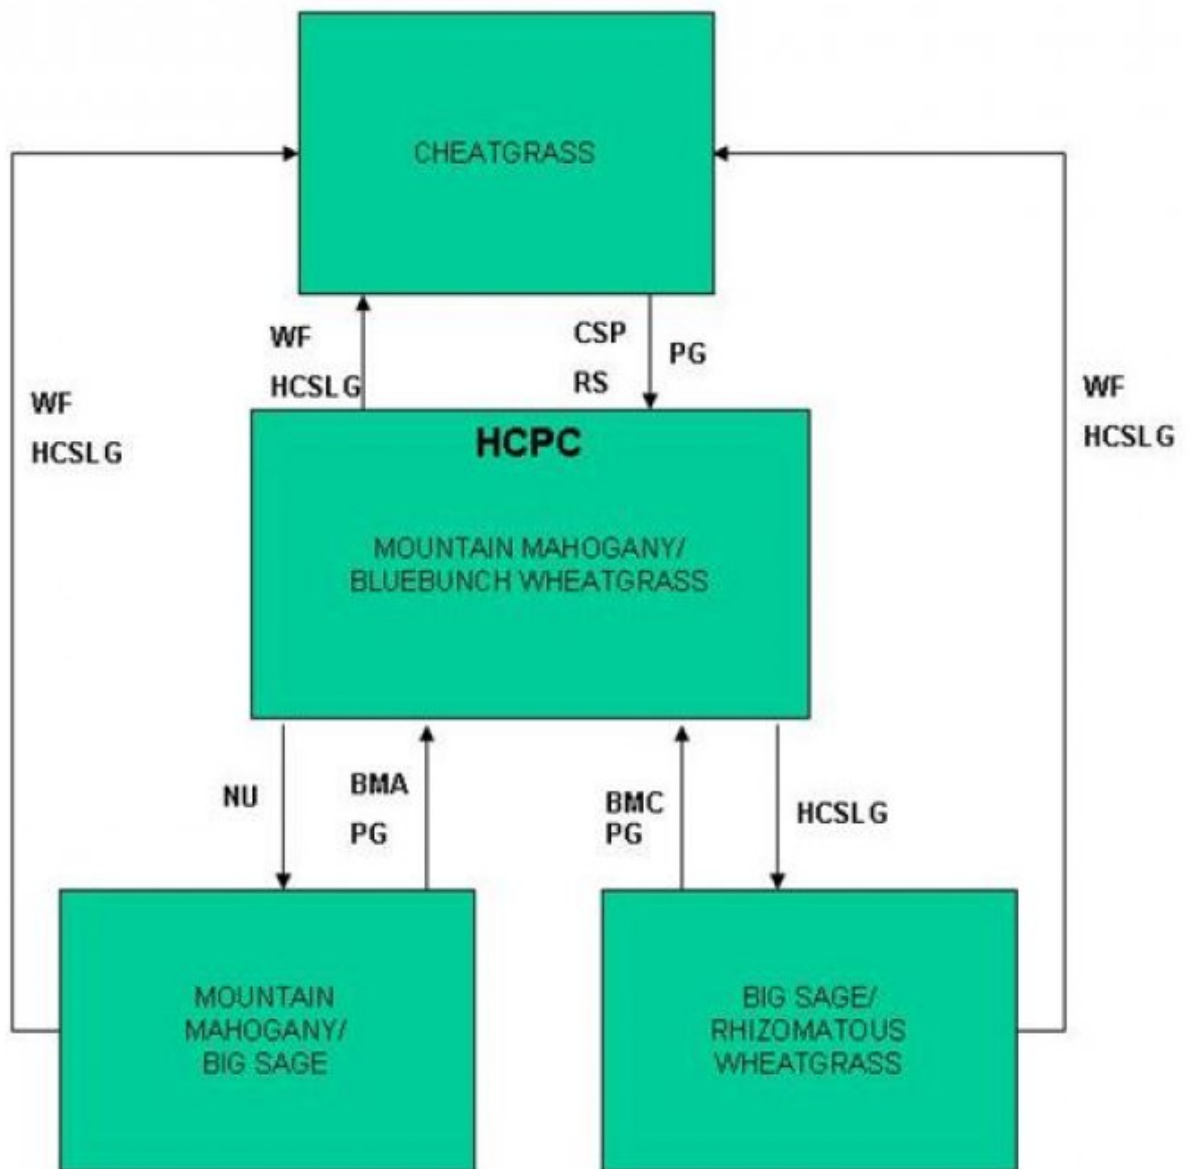 CHEATGRASS
WF
HCSLG
CSP
RS
PG
WF
HCSLG
WF
HCSLG
HCPC
MOUNTAIN MAHOGANY/
BLUEBUNCH WHEATGRASS
NU
BMA
PG
BMC
PG
HCSLG
MOUNTAIN
MAHOGANY/
BIG SAGE
BIG SAGE/
RHIZOMATOUS
WHEATGRASS